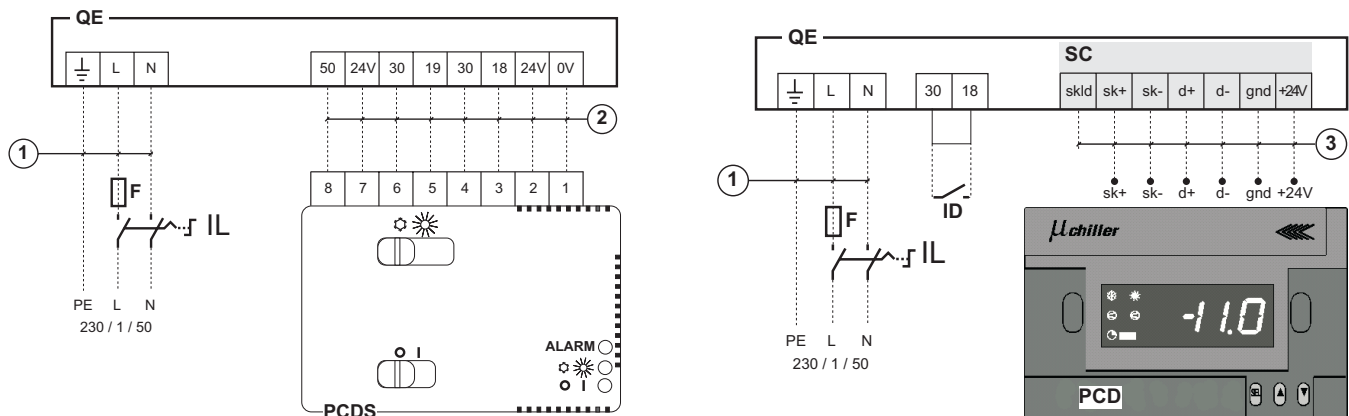 QE
L N
50 24V 30 19 30 18 24V 0V
2
1
F
IL
8 7 6 5 4 3 2 1
PE L N
230 / 1 / 50
O I
ALARM
O I
PCDS
QE
SC
L N
30 18
skld sk+ sk- d+ d- gnd +24V
3
1
sk+ sk- d+ d- gnd +24V
F
ID
IL
µchiller
-11.0
PE L N
230 / 1 / 50
PCD
SEL